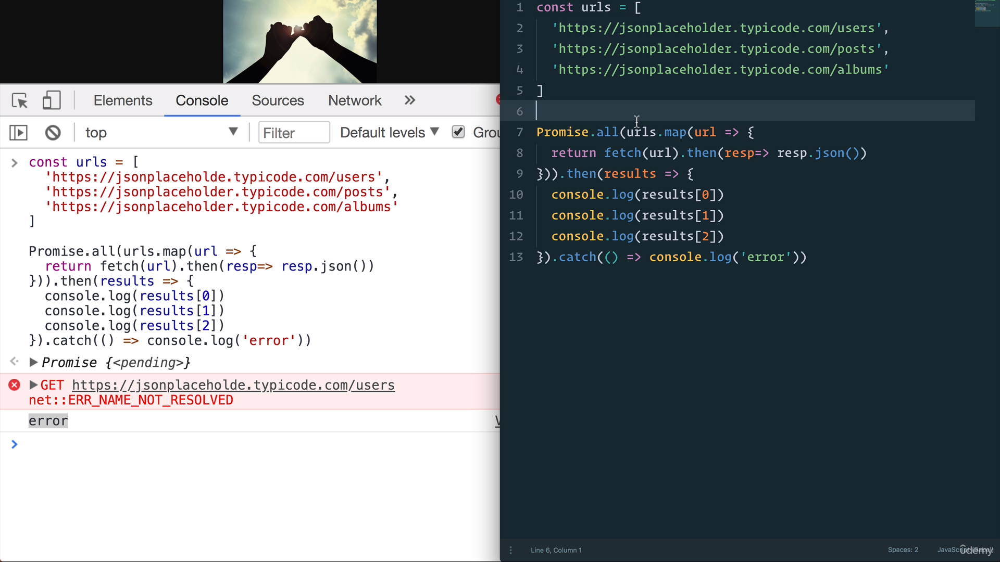 Elements Console Sources Network »
top Filter Default levels Grou
const urls = [
'https://jsonplaceholde.typicode.com/users',
'https://jsonplaceholder.typicode.com/posts',
'https://jsonplaceholder.typicode.com/albums'
]
Promise.all(urls.map(url => {
return fetch(url).then(resp=> resp.json())
})).then(results => {
console.log(results[0])
console.log(results[1])
console.log(results[2])
}).catch(() => console.log('error'))
Promise {<pending>}
GET https://jsonplaceholde.typicode.com/users
net::ERR_NAME_NOT_RESOLVED
error
1 const urls = [
2 'https://jsonplaceholder.typicode.com/users',
3 'https://jsonplaceholder.typicode.com/posts',
4 'https://jsonplaceholder.typicode.com/albums'
5 ]
6
7 Promise.all(urls.map(url => {
8 return fetch(url).then(resp=> resp.json())
9 })).then(results => {
10 console.log(results[0])
11 console.log(results[1])
12 console.log(results[2])
13 }).catch(() => console.log('error'))
Line 6, Column 1 Spaces: 2 JavaScript (Babel)
ûdemy